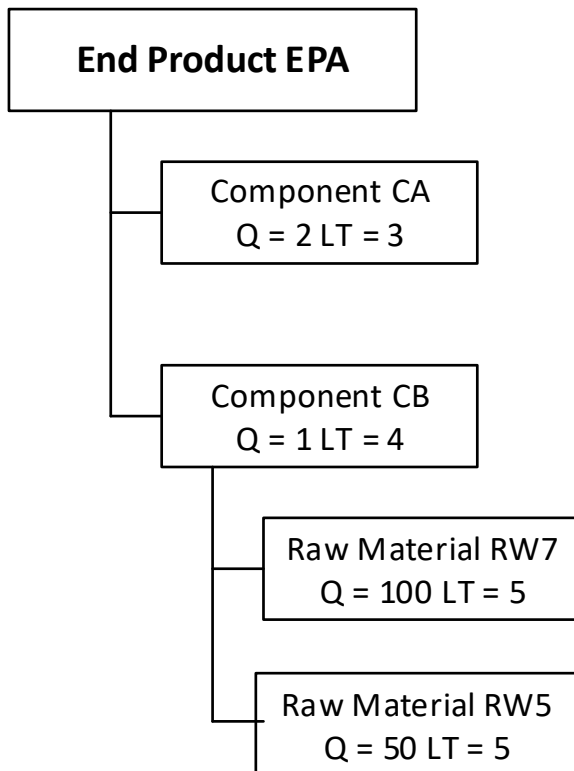 End Product EPA
Component CA
Q = 2 LT = 3
Component CB
Q = 1 LT = 4
Raw Material RW7
Q = 100 LT = 5
Raw Material RW5
Q = 50 LT = 5